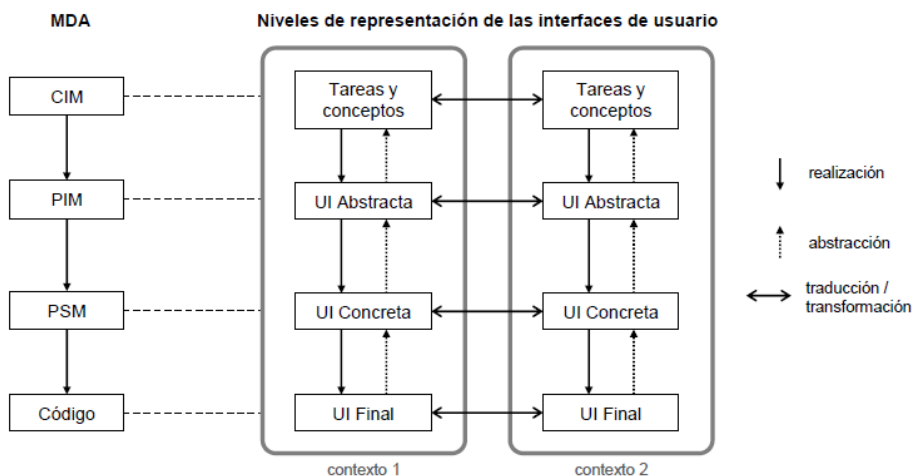 MDA
Niveles de representación de las interfaces de usuario
CIM
Tareas y
conceptos
Tareas y
conceptos
realización
PIM
UI Abstracta
UI Abstracta
abstracción
traducción /
transformación
PSM
UI Concreta
UI Concreta
Código
UI Final
UI Final
contexto 1
contexto 2